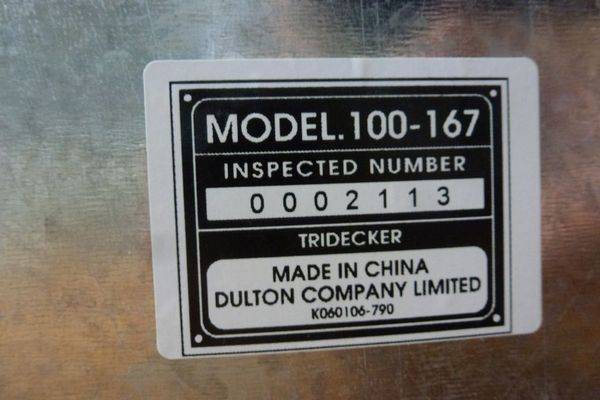 MODEL.100-167
INSPECTED NUMBER
0002113
TRIDECKER
MADE IN CHINA
DULTON COMPANY LIMITED
K060106-790